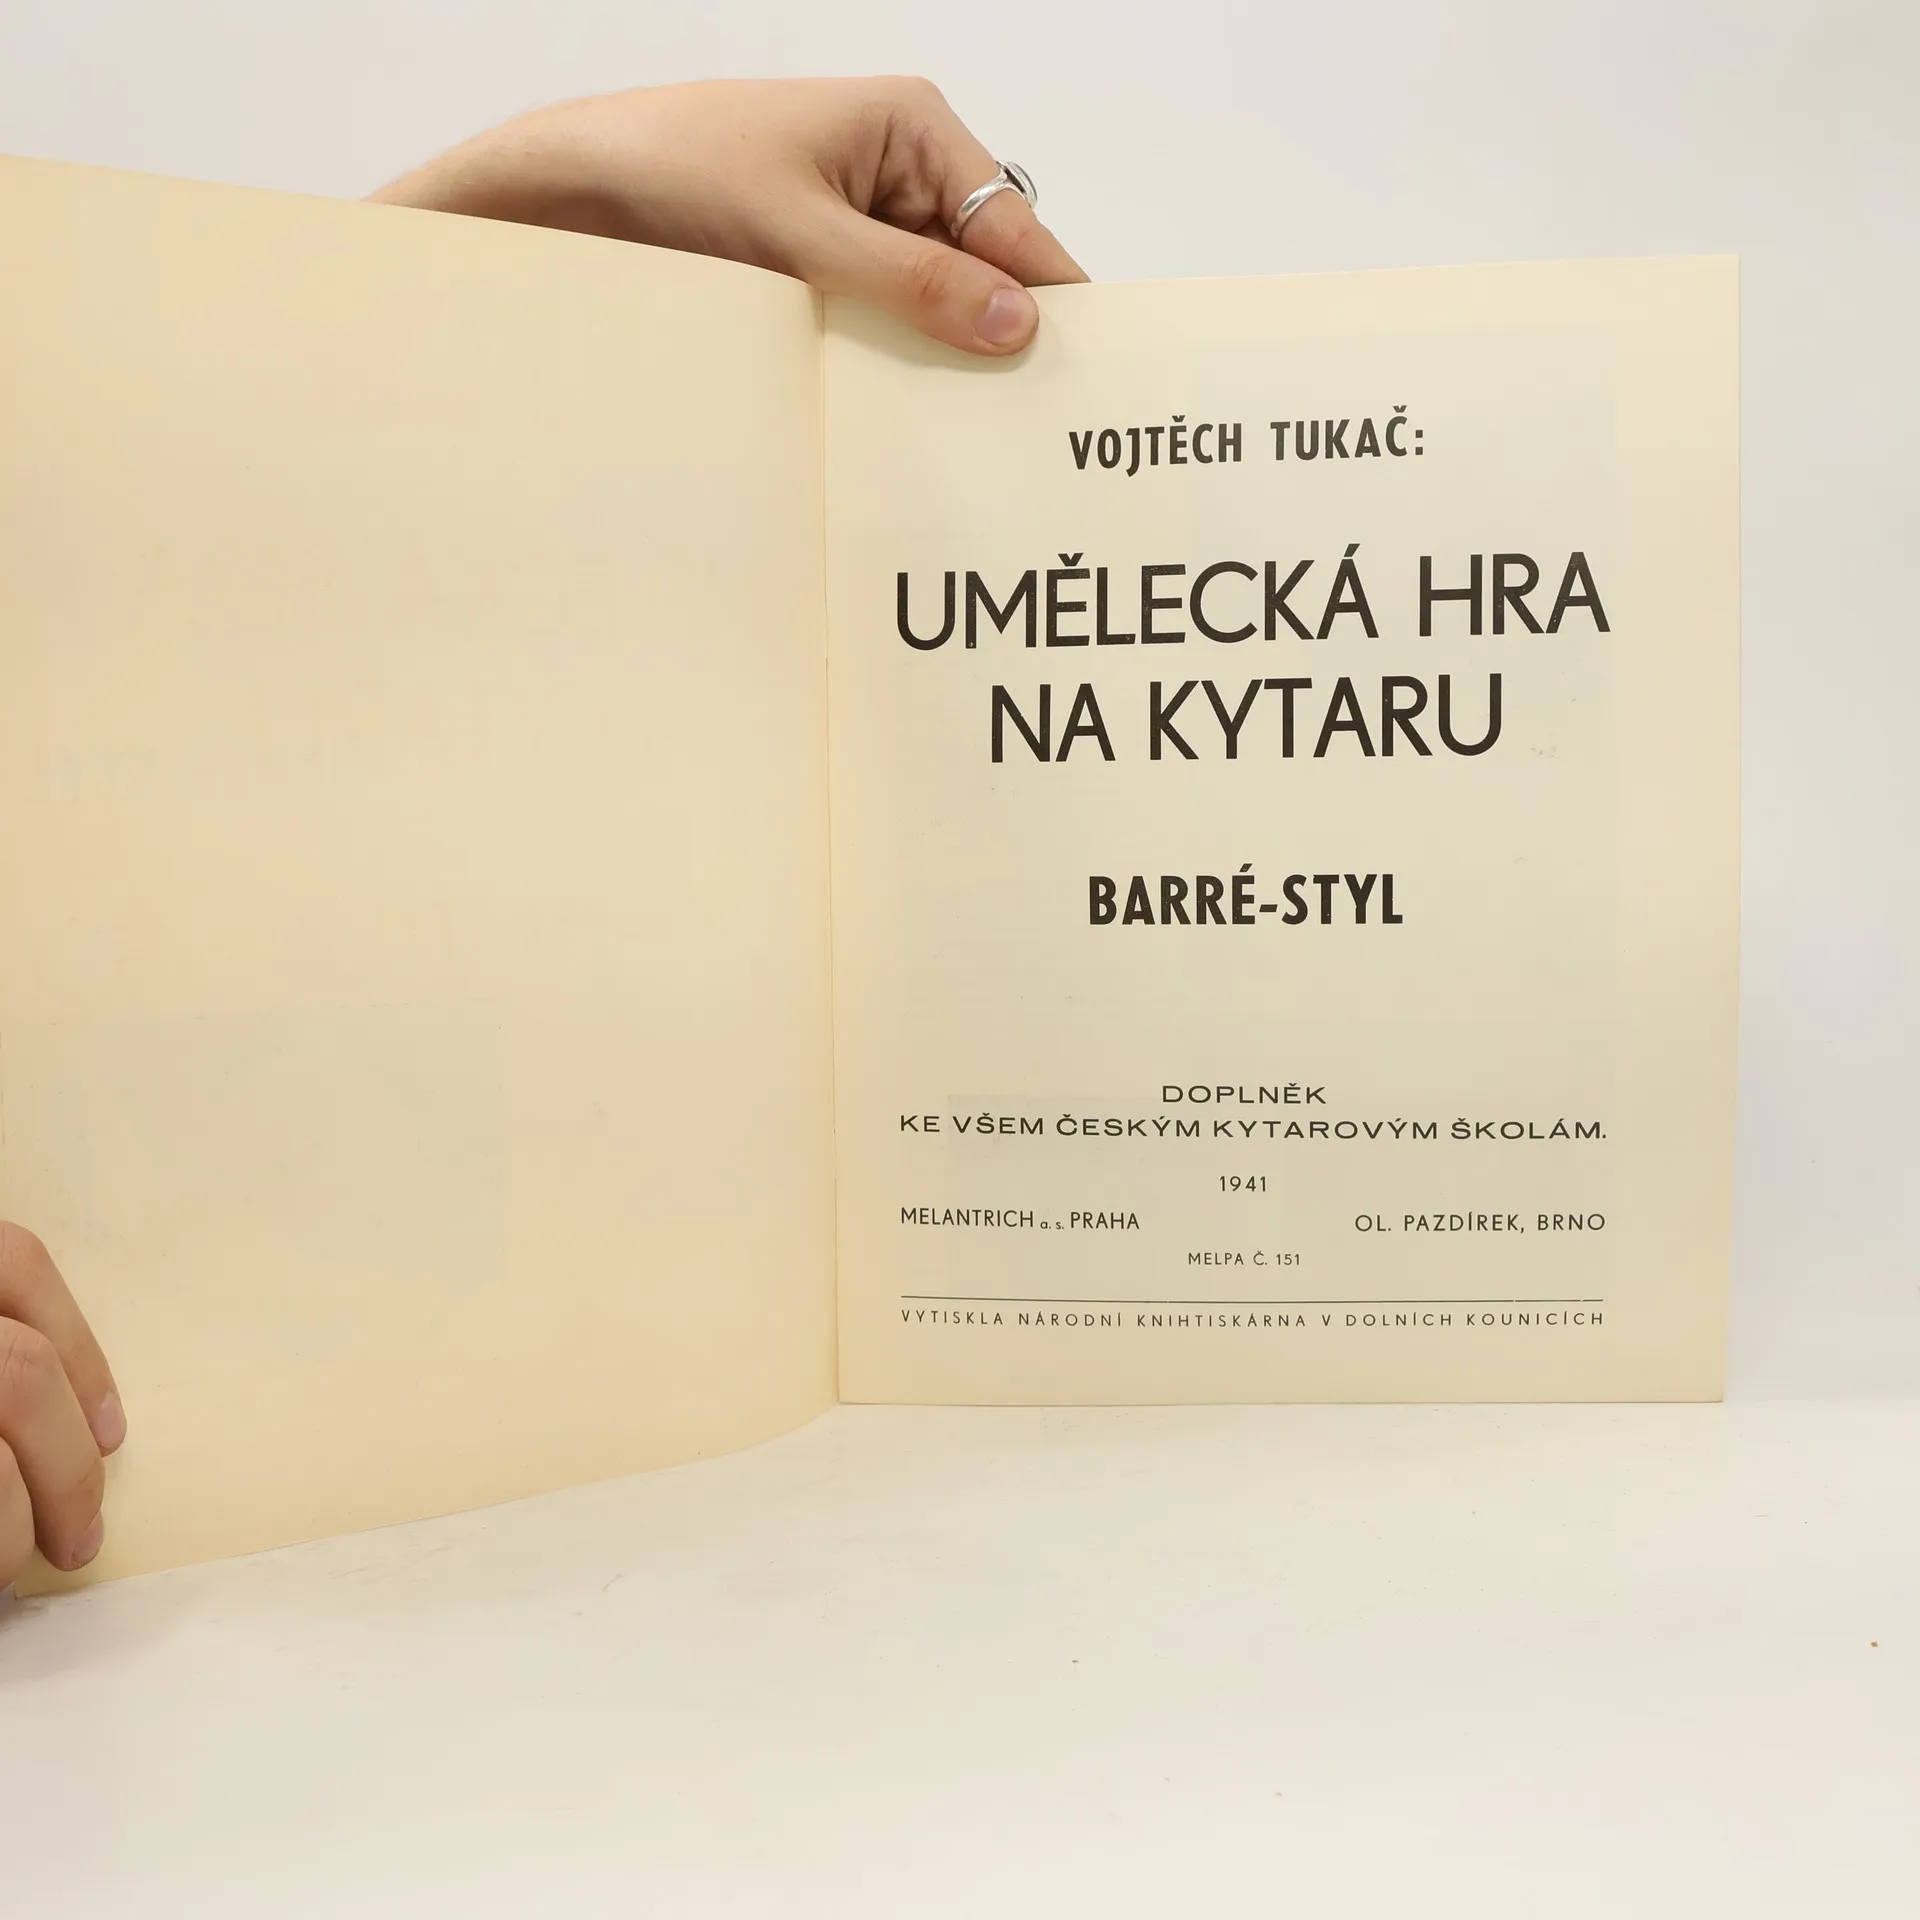 VOJTĚCH TUKAČ:
UMĚLECKÁ HRA
NA KYTARU
BARRÉ-STYL
DOPLNĚK
KE VŠEM ČESKÝM KYTAROVÝM ŠKOLÁM.
1941
MELANTRICH a. s. PRAHA OL. PAZDÍREK, BRNO
MELPA Č. 151
VYTISKLA NÁRODNÍ KNIHTISKÁRNA V DOLNÍCH KOUNICÍCH